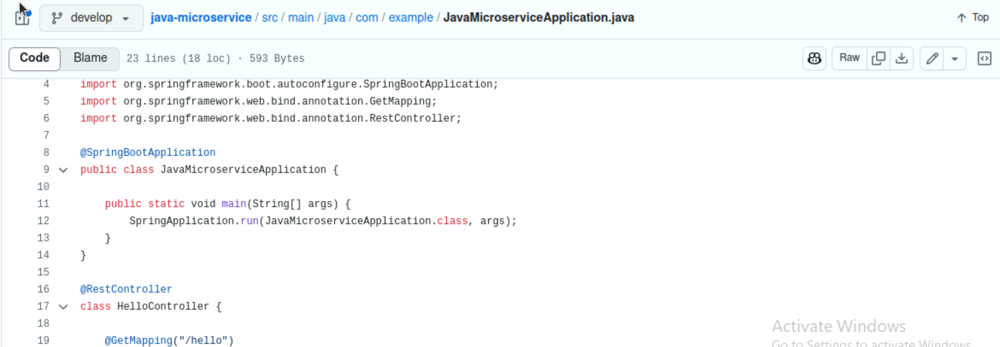 develop java-microservice / src / main / java / com / example / JavaMicroserviceApplication.java Top
Code Blame 23 lines (18 loc) · 593 Bytes Raw
4 import org.springframework.boot.autoconfigure.SpringBootApplication;
5 import org.springframework.web.bind.annotation.GetMapping;
6 import org.springframework.web.bind.annotation.RestController;
7
8 @SpringBootApplication
9 public class JavaMicroserviceApplication {
10
11 public static void main(String[] args) {
12 SpringApplication.run(JavaMicroserviceApplication.class, args);
13 }
14 }
15
16 @RestController
17 class HelloController {
18
19 @GetMapping("/hello")
Activate Windows
Go to Settings to activate Windows